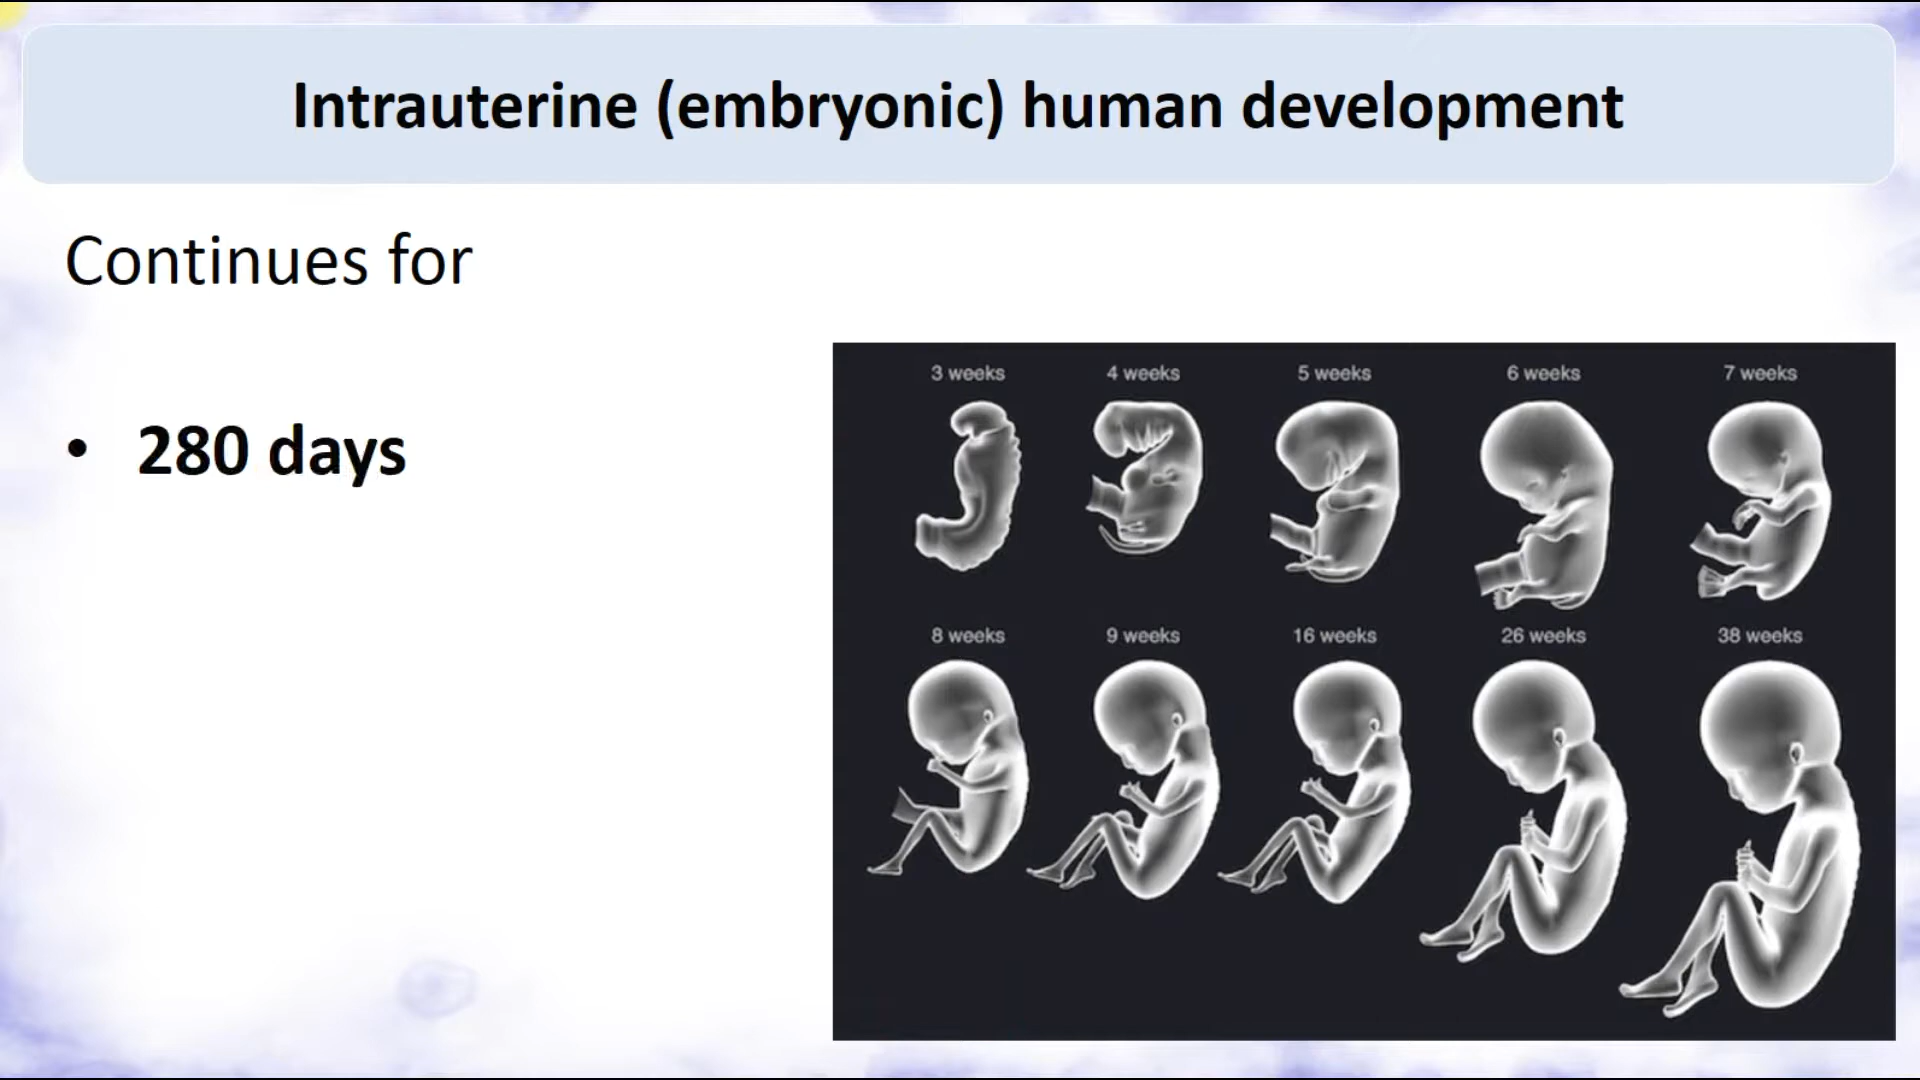 Intrauterine (embryonic) human development
Continues for
• 280 days
3 weeks 4 weeks 5 weeks 6 weeks 7 weeks
8 weeks 9 weeks 16 weeks 26 weeks 38 weeks